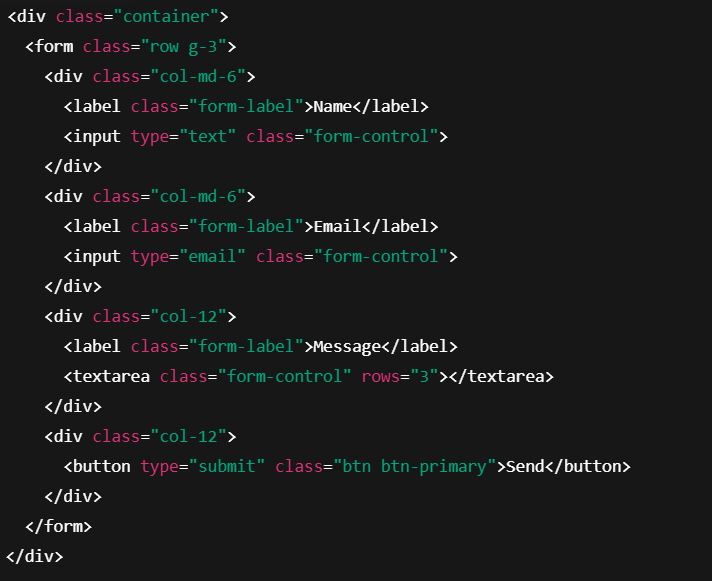 <div class="container">
  <form class="row g-3">
    <div class="col-md-6">
      <label class="form-label">Name</label>
      <input type="text" class="form-control">
    </div>
    <div class="col-md-6">
      <label class="form-label">Email</label>
      <input type="email" class="form-control">
    </div>
    <div class="col-12">
      <label class="form-label">Message</label>
      <textarea class="form-control" rows="3"></textarea>
    </div>
    <div class="col-12">
      <button type="submit" class="btn btn-primary">Send</button>
    </div>
  </form>
</div>